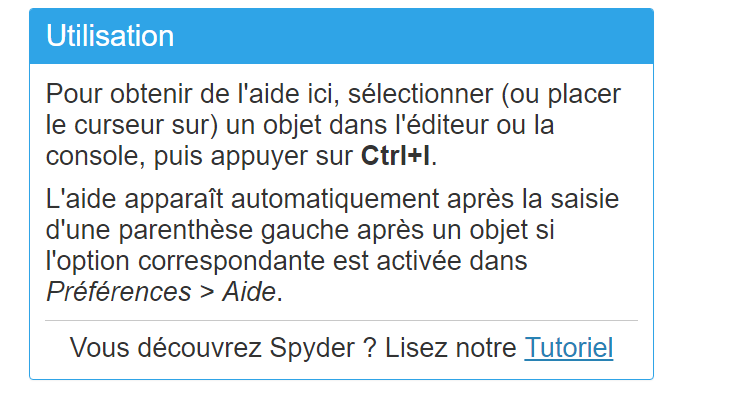 Utilisation
Pour obtenir de l'aide ici, sélectionner (ou placer
le curseur sur) un objet dans l'éditeur ou la
console, puis appuyer sur Ctrl+I.
L'aide apparaît automatiquement après la saisie
d'une parenthèse gauche après un objet si
l'option correspondante est activée dans
Préférences > Aide.
Vous découvrez Spyder ? Lisez notre Tutoriel